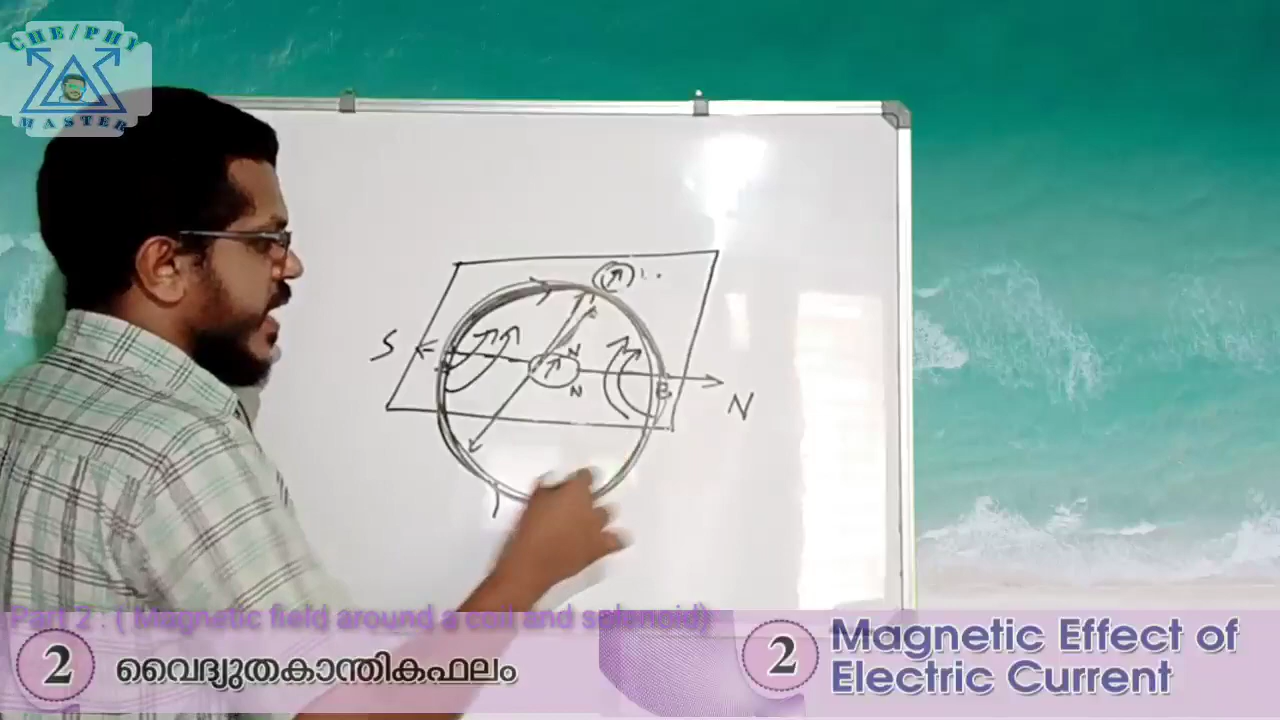 CHE/PHY
MASTER
S
N
N
N
Part 2 : ( Magnetic field around a coil and solenoid)
2 വൈദ്യുതകാന്തികഫലം
2 Magnetic Effect of
Electric Current